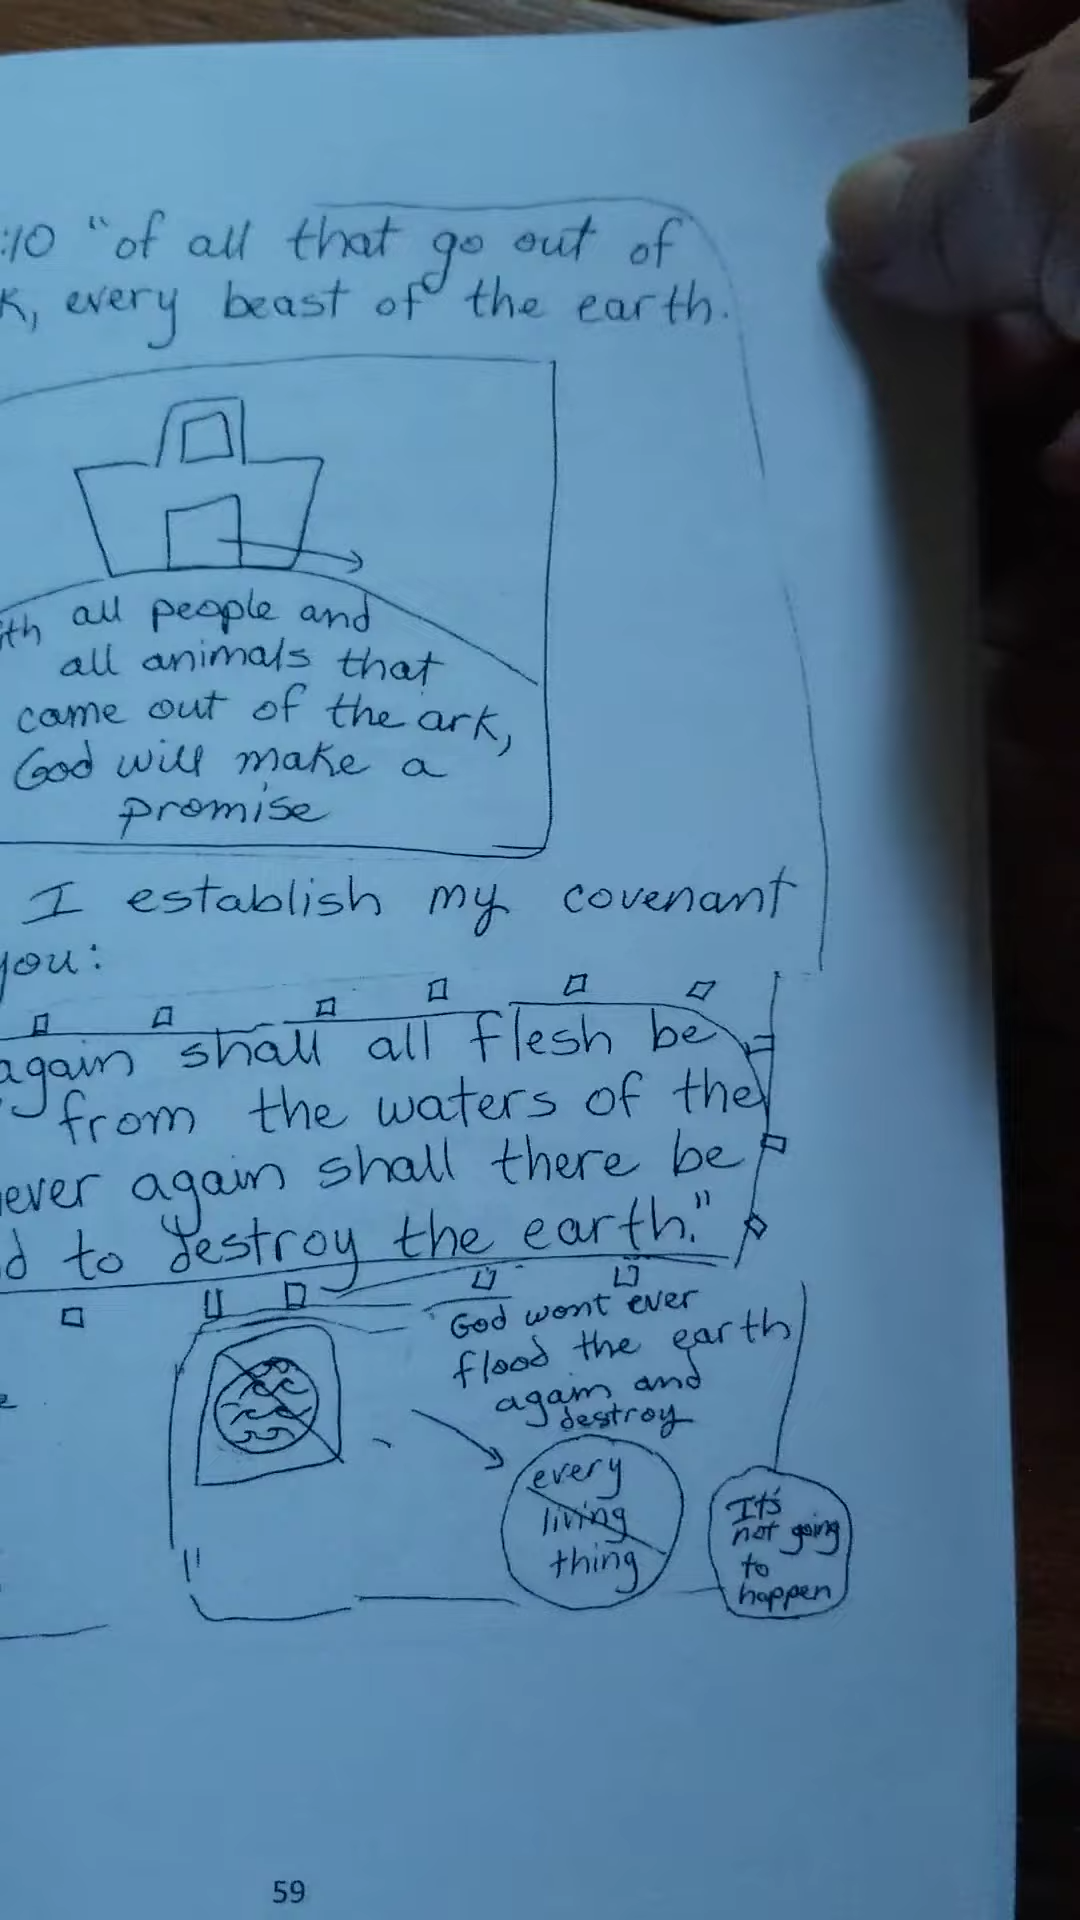 :10 "of all that go out of
K, every beast of the earth.
ith all people and
all animals that
came out of the ark,
God will make a
promise
I establish my covenant
you:
again shall all flesh be
from the waters of the
ever again shall there be
d to destroy the earth."
God wont ever
flood the earth
again and
destroy
every
living
thing
It's
not going
to
happen
59